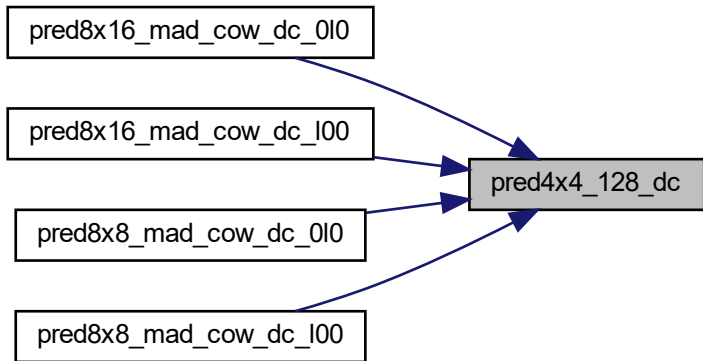 pred8x16_mad_cow_dc_0l0
pred8x16_mad_cow_dc_l00
pred4x4_128_dc
pred8x8_mad_cow_dc_0l0
pred8x8_mad_cow_dc_l00